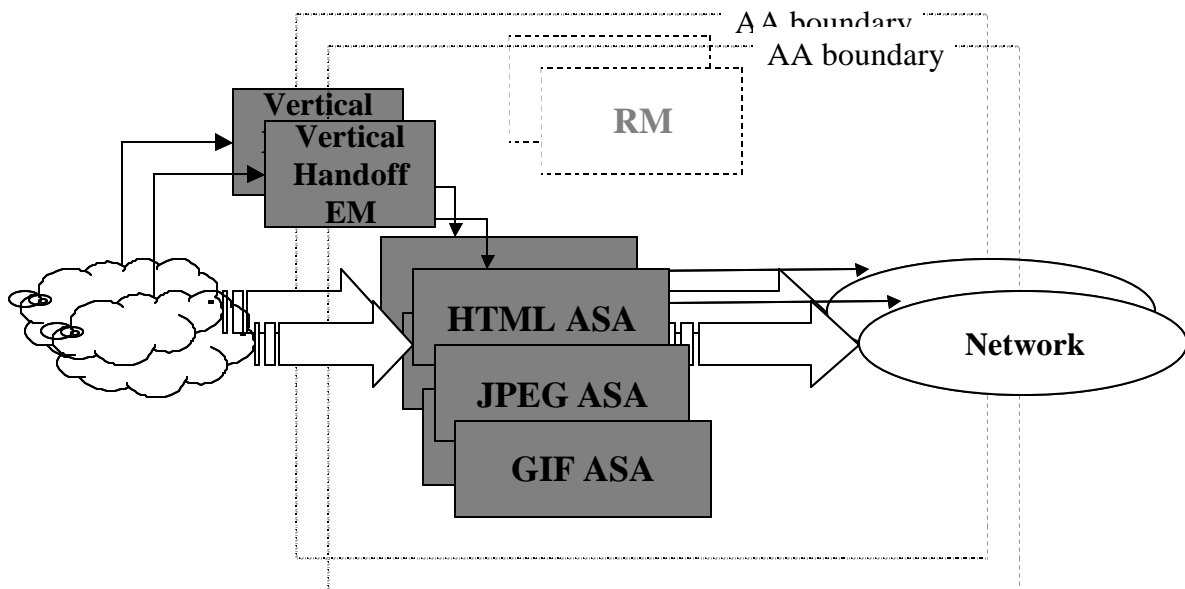 AA boundary
AA boundary
Vertical
Vertical
Handoff
EM
RM
HTML ASA
JPEG ASA
GIF ASA
Network